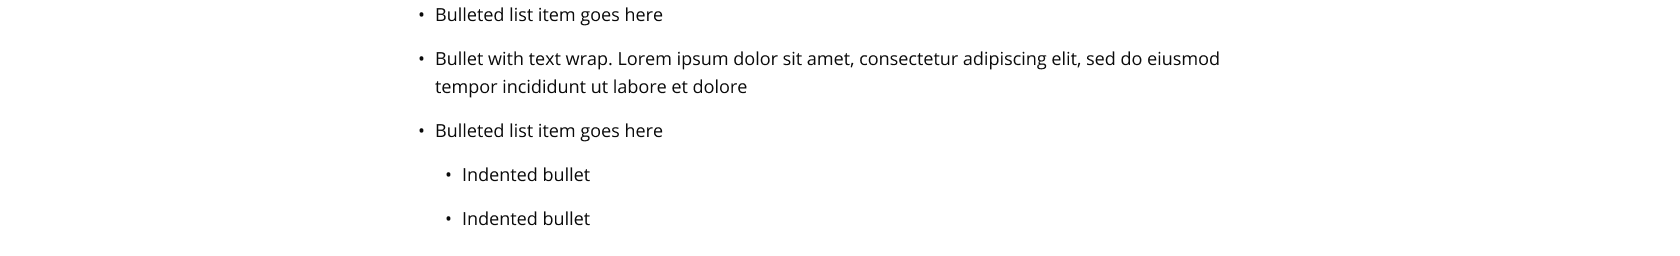 • Bulleted list item goes here
• Bullet with text wrap. Lorem ipsum dolor sit amet, consectetur adipiscing elit, sed do eiusmod
tempor incididunt ut labore et dolore
• Bulleted list item goes here
• Indented bullet
• Indented bullet